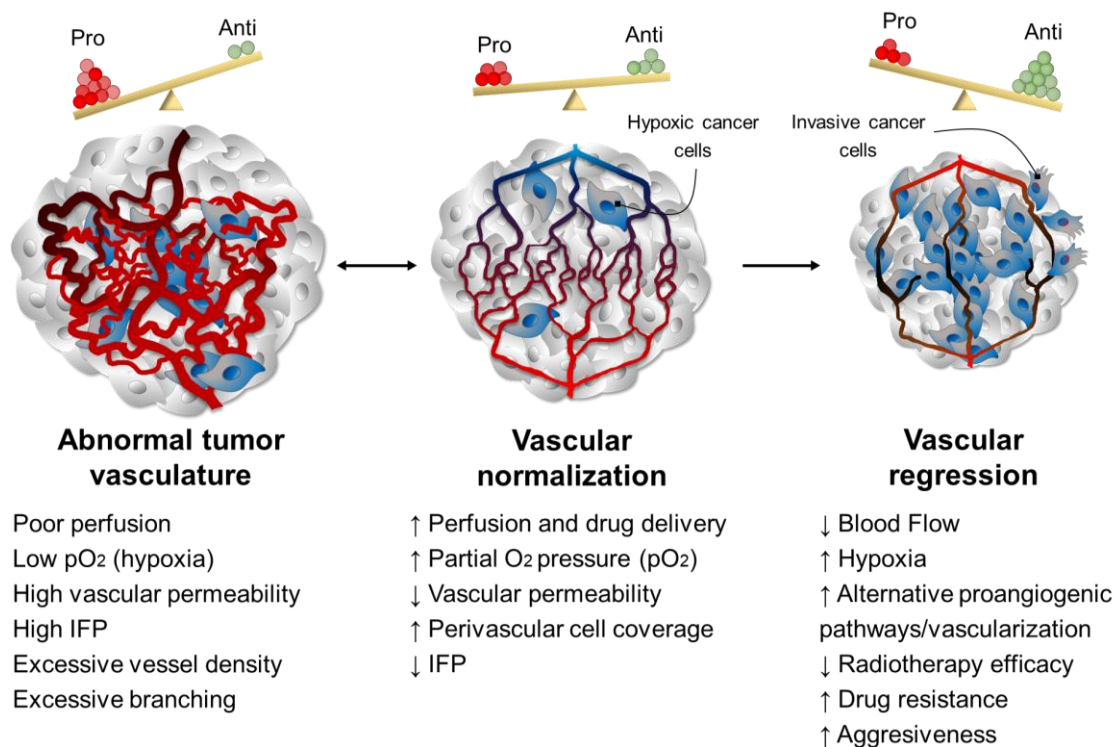 Pro
Anti
Pro
Anti
Pro
Anti
Hypoxic cancer
cells
Invasive cancer
cells
Abnormal tumor
vasculature
Poor perfusion
Low pO2 (hypoxia)
High vascular permeability
High IFP
Excessive vessel density
Excessive branching
Vascular
normalization
↑ Perfusion and drug delivery
↑ Partial O2 pressure (pO2)
↓ Vascular permeability
↑ Perivascular cell coverage
↓ IFP
Vascular
regression
↓ Blood Flow
↑ Hypoxia
↑ Alternative proangiogenic
pathways/vascularization
↓ Radiotherapy efficacy
↑ Drug resistance
↑ Aggresiveness